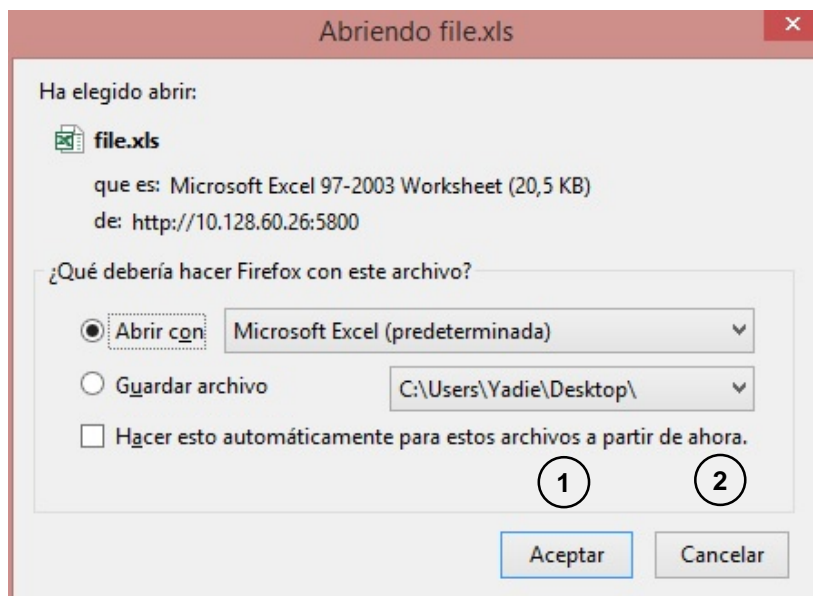 Abriendo file.xls
Ha elegido abrir:
file.xls
que es: Microsoft Excel 97-2003 Worksheet (20,5 KB)
de: http://10.128.60.26:5800
¿Qué debería hacer Firefox con este archivo?
Abrir con Microsoft Excel (predeterminada)
Guardar archivo C:\Users\Yadie\Desktop\
Hacer esto automáticamente para estos archivos a partir de ahora.
1 2
Aceptar Cancelar